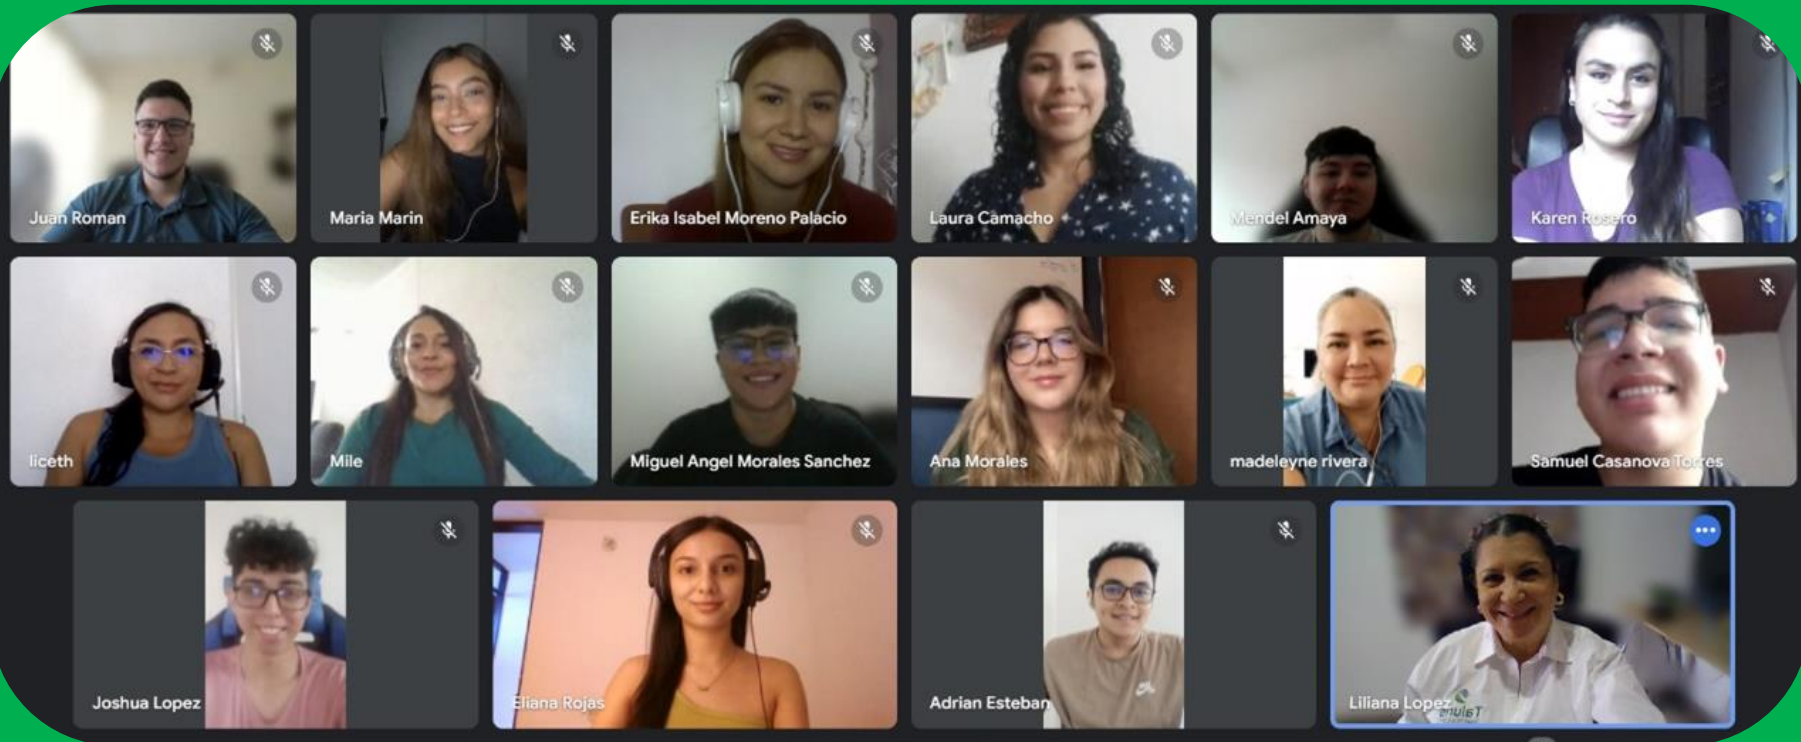 Juan Roman
Maria Marin
Erika Isabel Moreno Palacio
Laura Camacho
Mendel Amaya
Karen Rosero
liceth
Mile
Miguel Angel Morales Sanchez
Ana Morales
madeleyne rivera
Samuel Casanova Torres
Joshua Lopez
Eliana Rojas
Adrian Esteban
Liliana Lopez